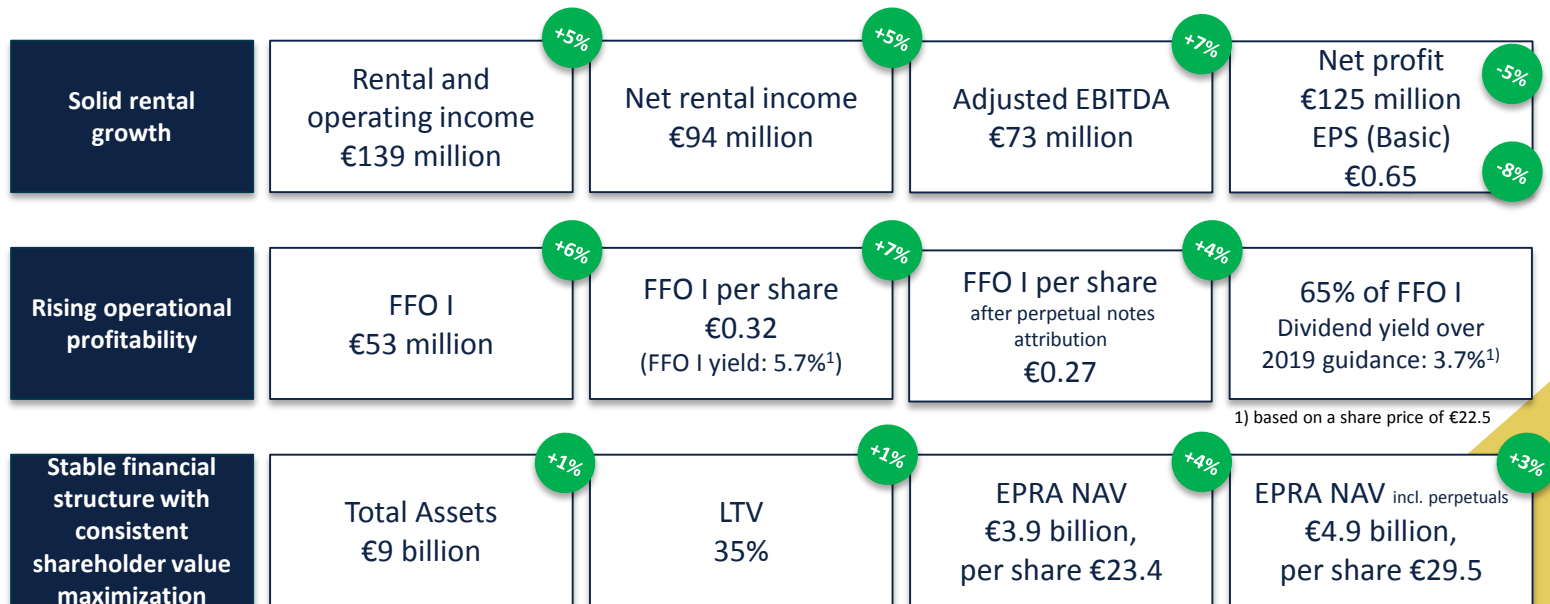 Solid rental
growth
+5%
Rental and
operating income
€139 million
+5%
Net rental income
€94 million
+7%
Adjusted EBITDA
€73 million
Net profit
€125 million
-5%
EPS (Basic)
€0.65
-8%
Rising operational
profitability
+6%
FFO I
€53 million
+7%
FFO I per share
€0.32
(FFO I yield: 5.7%1)
+4%
FFO I per share
after perpetual notes
attribution
€0.27
65% of FFO I
Dividend yield over
2019 guidance: 3.7%1)
1) based on a share price of €22.5
Stable financial
structure with
consistent
shareholder value
maximization
+1%
Total Assets
€9 billion
+1%
LTV
35%
+4%
EPRA NAV
€3.9 billion,
per share €23.4
+3%
EPRA NAV incl. perpetuals
€4.9 billion,
per share €29.5